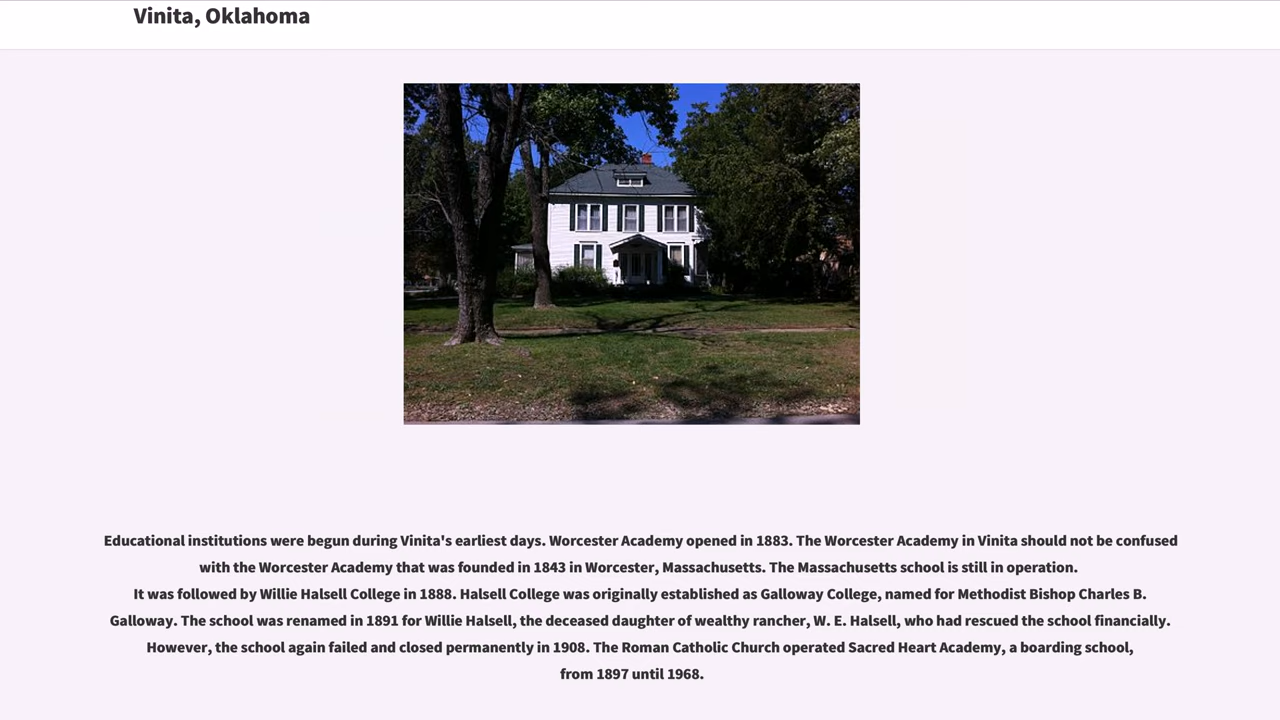 Vinita, Oklahoma
Educational institutions were begun during Vinita's earliest days. Worcester Academy opened in 1883. The Worcester Academy in Vinita should not be confused
with the Worcester Academy that was founded in 1843 in Worcester, Massachusetts. The Massachusetts school is still in operation.
It was followed by Willie Halsell College in 1888. Halsell College was originally established as Galloway College, named for Methodist Bishop Charles B.
Galloway. The school was renamed in 1891 for Willie Halsell, the deceased daughter of wealthy rancher, W. E. Halsell, who had rescued the school financially.
However, the school again failed and closed permanently in 1908. The Roman Catholic Church operated Sacred Heart Academy, a boarding school,
from 1897 until 1968.